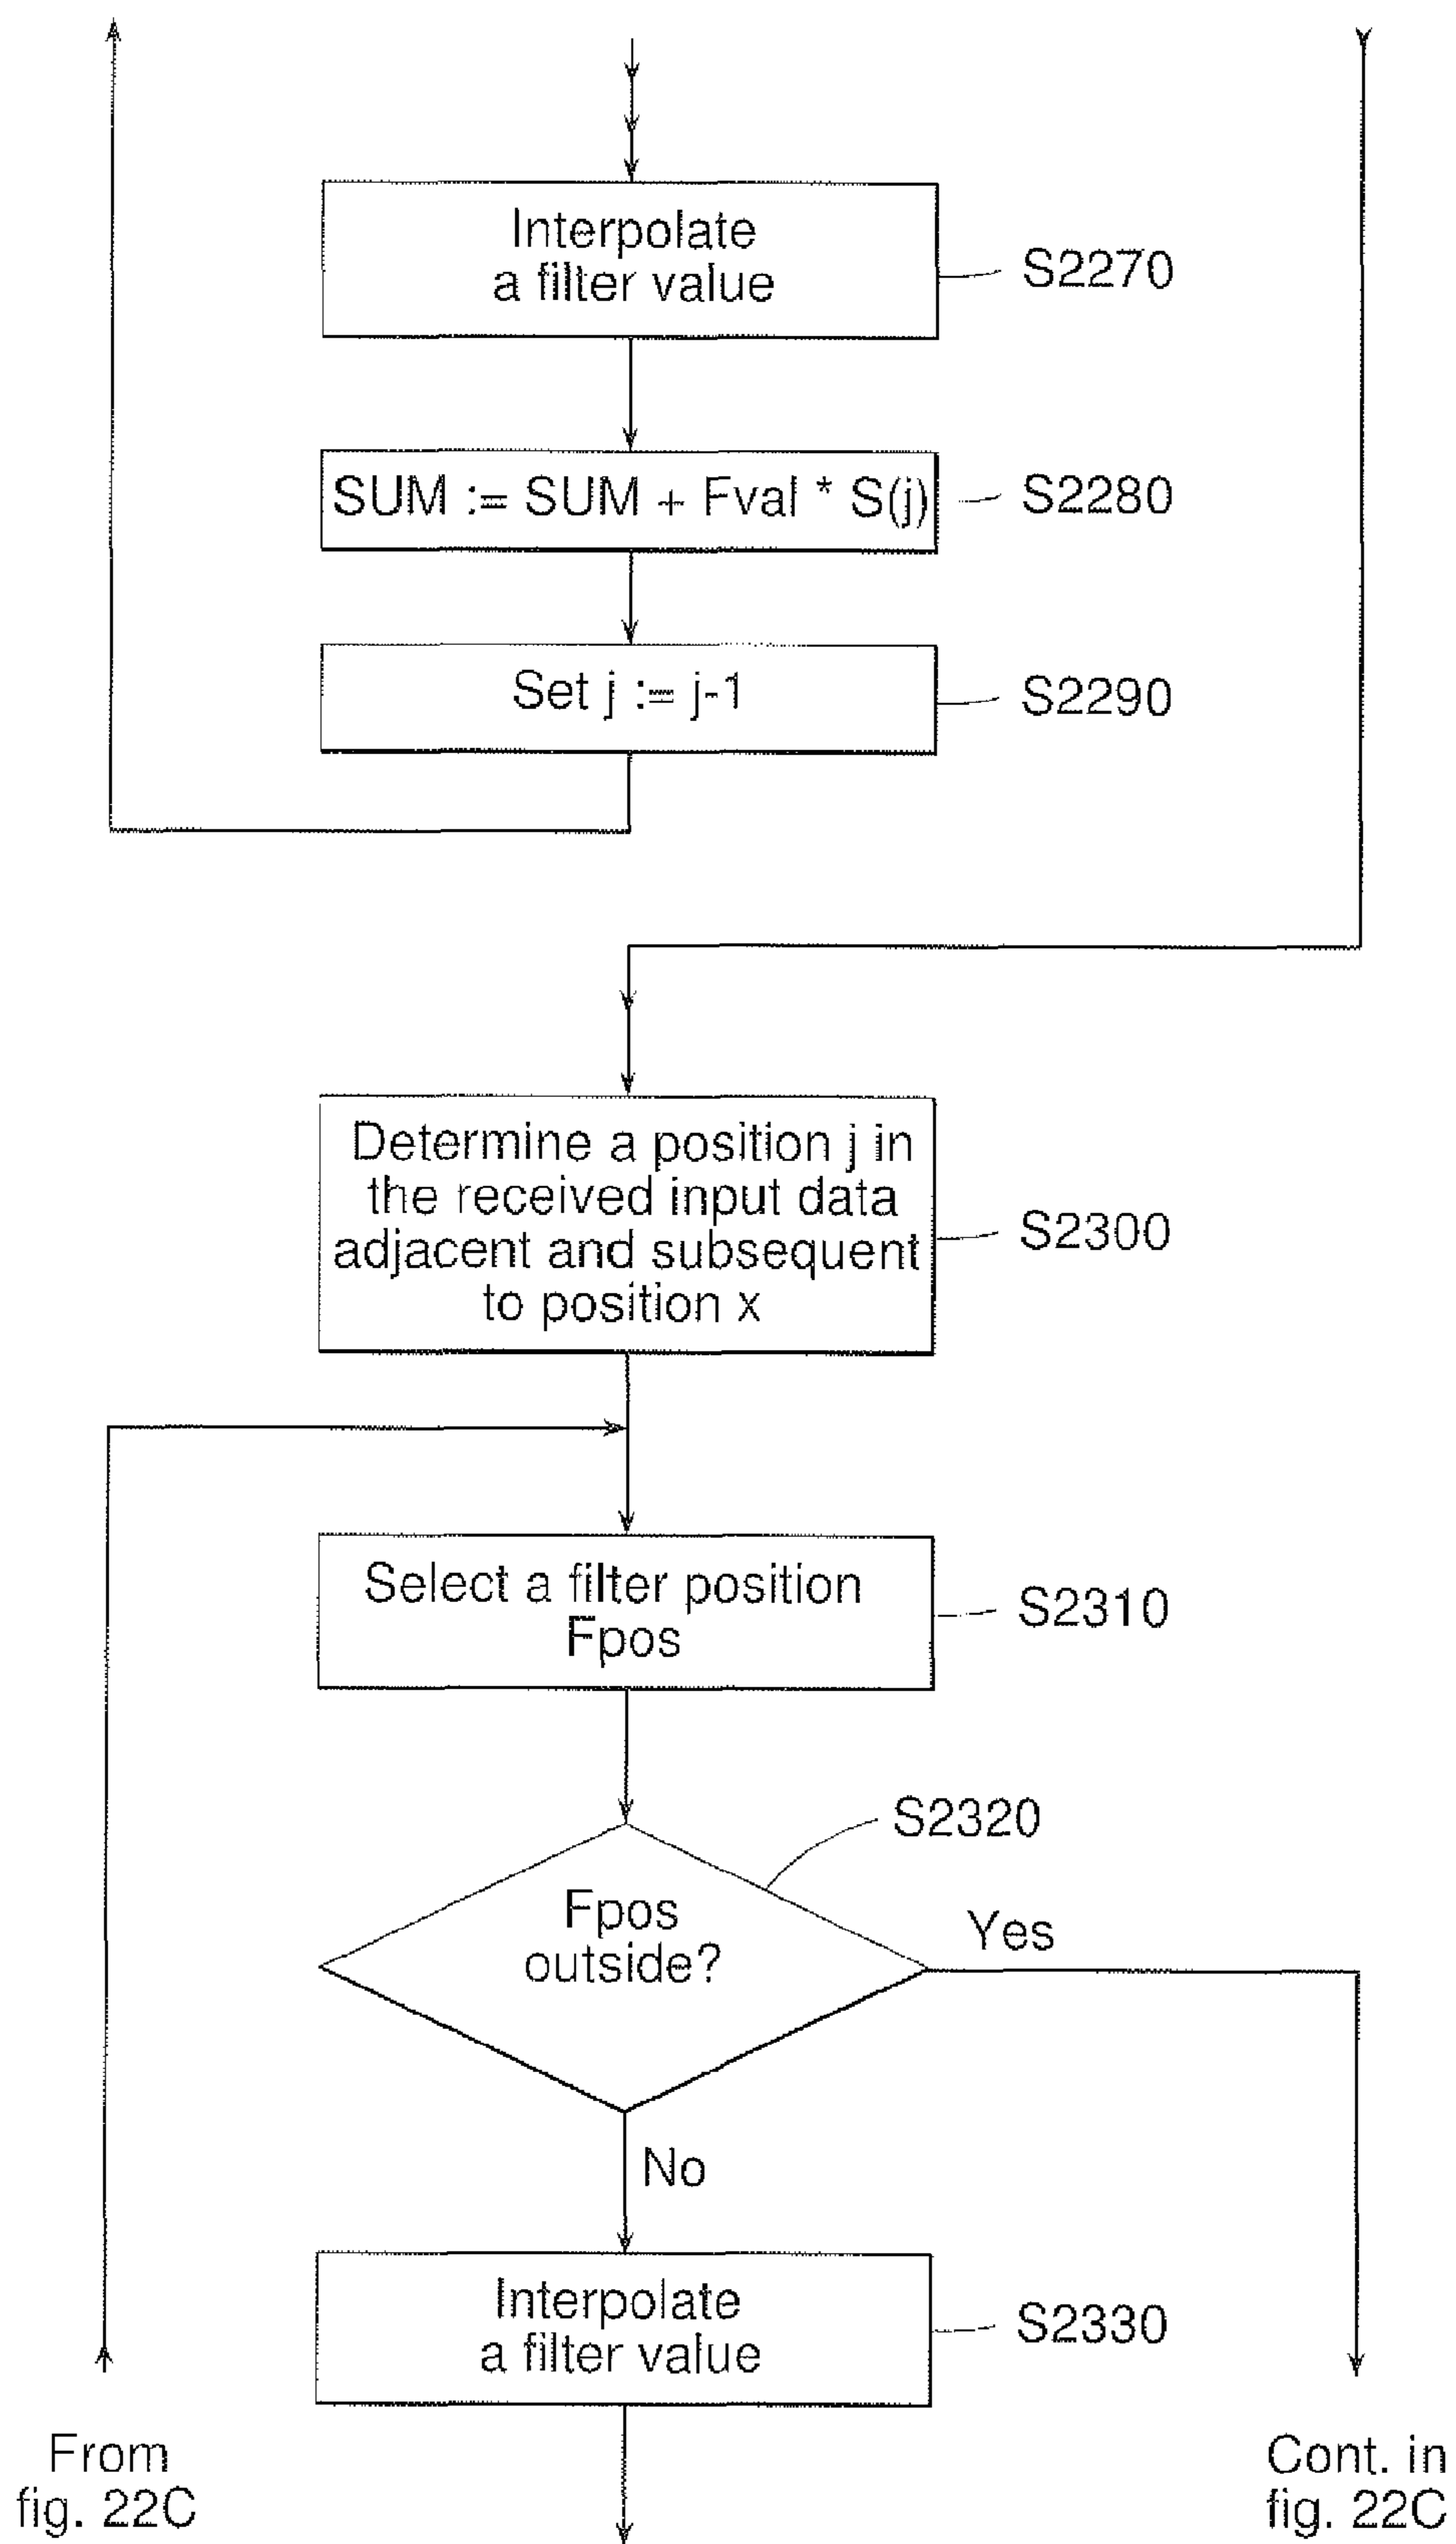 Interpolate
a filter value
S2270
SUM := SUM + Fval * S(j)
S2280
Set j := j-1
S2290
Determine a position j in
the received input data
adjacent and subsequent
to position x
S2300
Select a filter position
Fpos
S2310
S2320
Fpos
outside?
Yes
No
Interpolate
a filter value
S2330
From
fig. 22C
Cont. in
fig. 22C